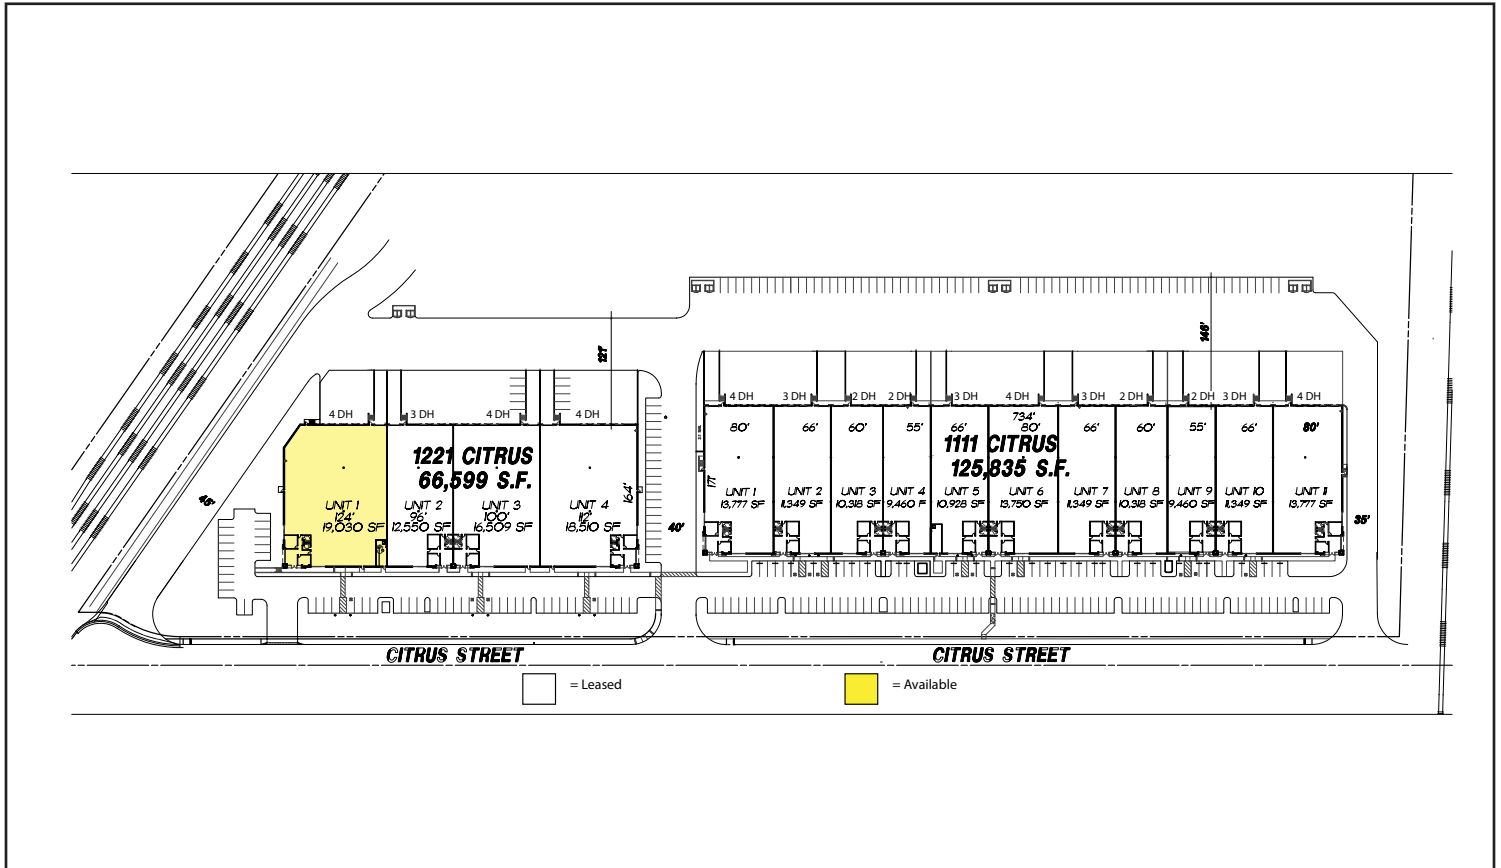 121'
146'
4 DH
3 DH
4 DH
4 DH
4 DH
3 DH
2 DH
2 DH
3 DH
4 DH
3 DH
2 DH
2 DH
3 DH
4 DH
734'
80'
66'
60'
55'
66'
80'
66'
60'
55'
66'
80'
1221 CITRUS
66,599 S.F.
1111 CITRUS
125,835 S.F.
45'
164'
40'
171'
35'
UNIT 1
124'
19,030 SF
UNIT 2
96'
12,550 SF
UNIT 3
100'
16,509 SF
UNIT 4
112'
18,510 SF
UNIT 1
13,777 SF
UNIT 2
11,349 SF
UNIT 3
10,318 SF
UNIT 4
9,460 F
UNIT 5
10,928 SF
UNIT 6
13,750 SF
UNIT 7
11,349 SF
UNIT 8
10,318 SF
UNIT 9
9,460 SF
UNIT 10
11,349 SF
UNIT 11
13,777 SF
CITRUS STREET
CITRUS STREET
= Leased
= Available